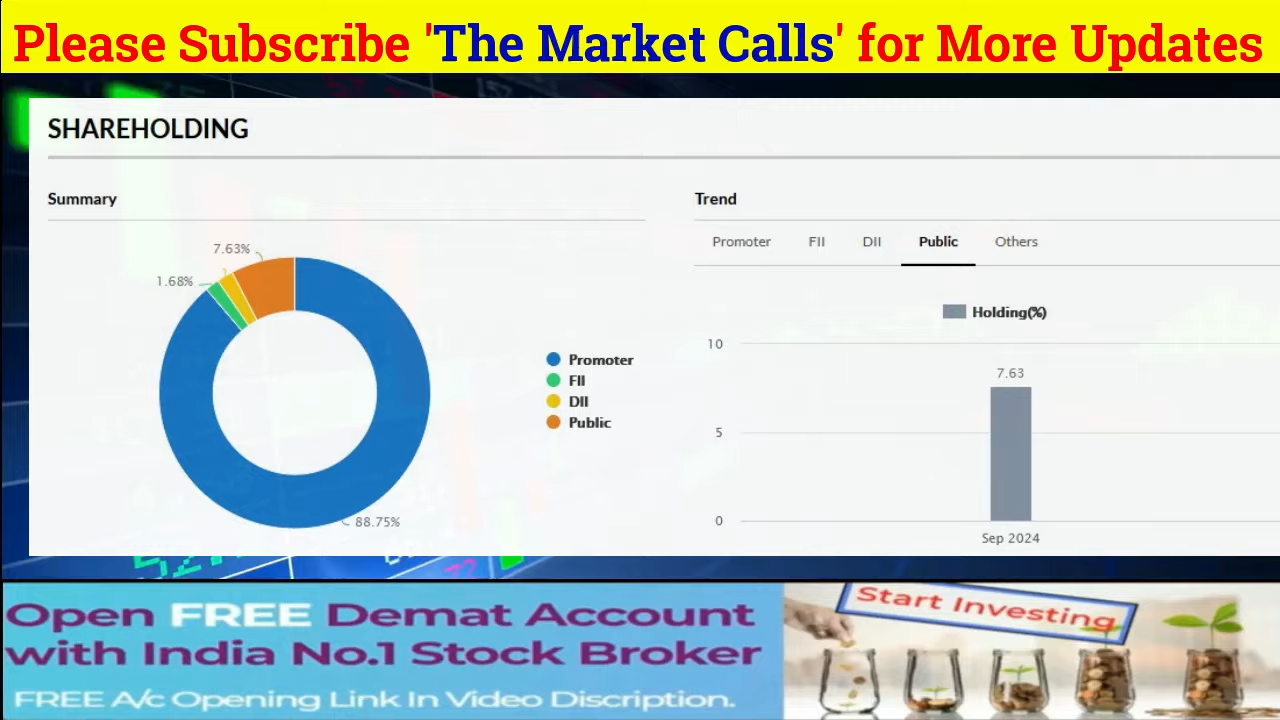 Please Subscribe 'The Market Calls' for More Updates
SHAREHOLDING
Summary
7.63%
1.68%
88.75%
Promoter
FII
DII
Public
Trend
Promoter FII DII Public Others
Holding(%)
10
7.63
5
0
Sep 2024
Open FREE Demat Account
with India No.1 Stock Broker
FREE A/c Opening Link In Video Discription.
Start Investing